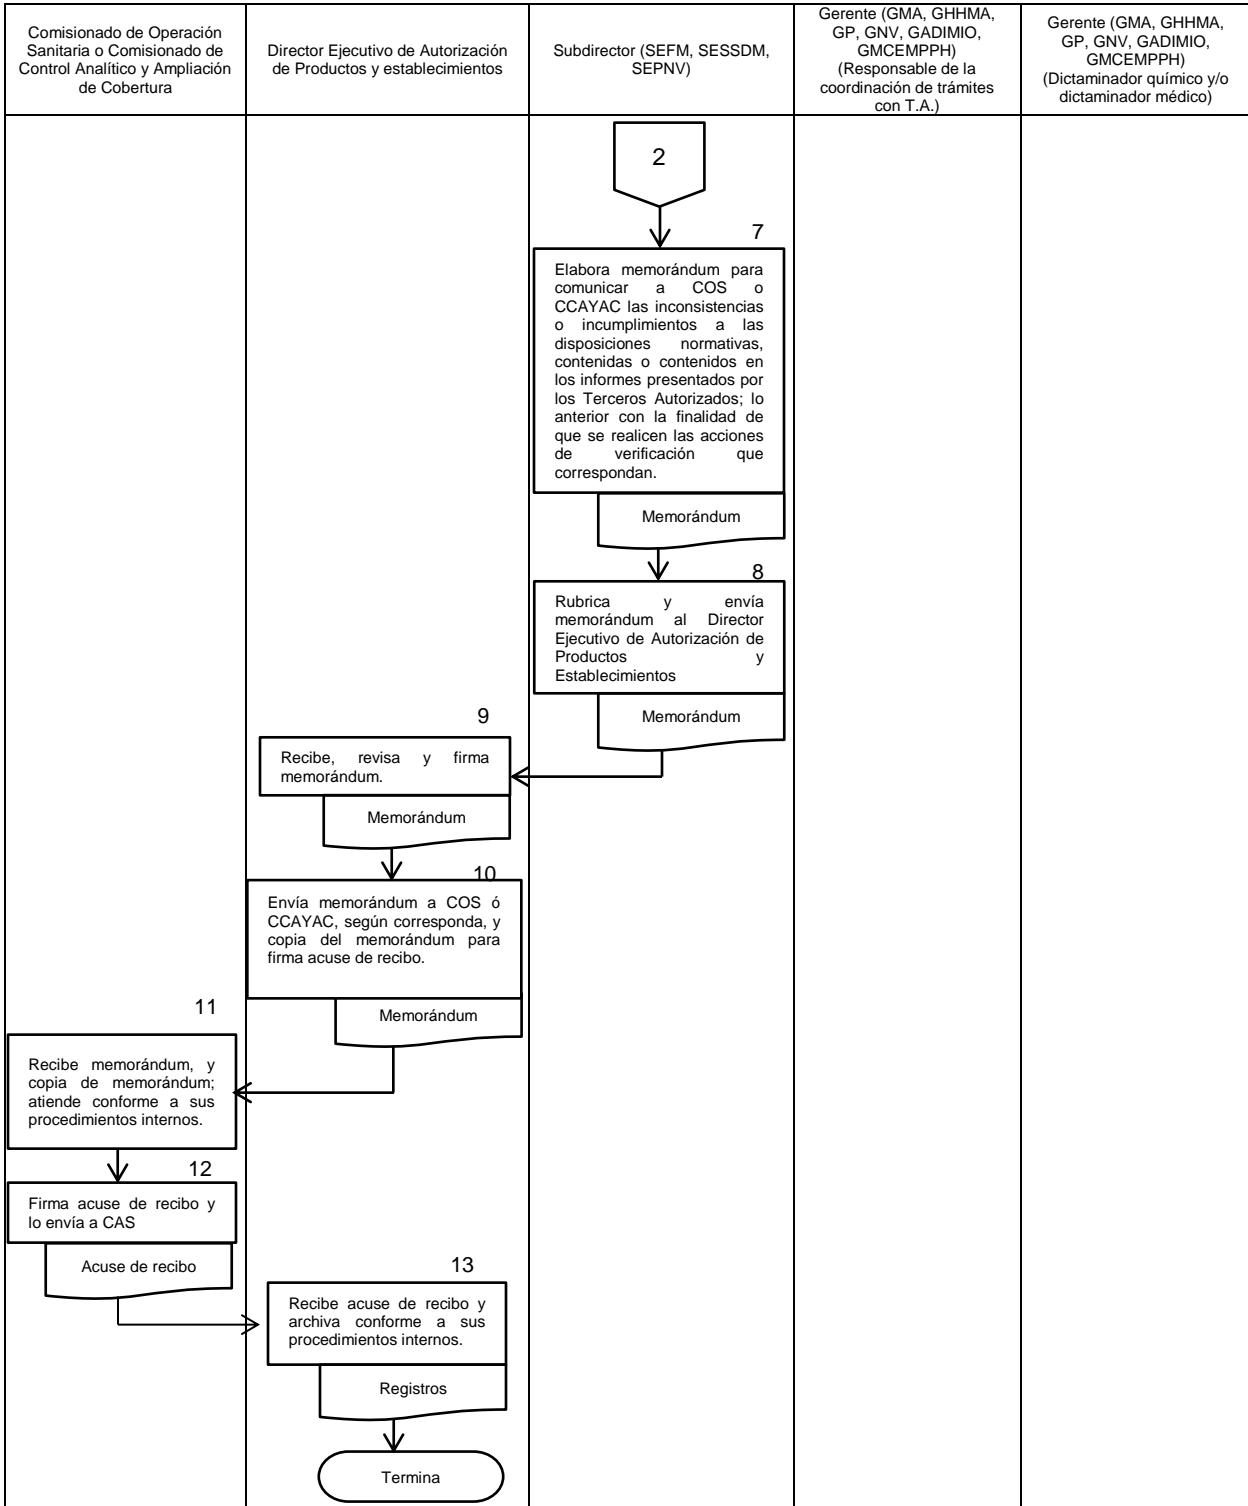 Comisionado de Operación
Sanitaria o Comisionado de
Control Analítico y Ampliación
de Cobertura
Director Ejecutivo de Autorización
de Productos y establecimientos
Subdirector (SEFM, SESSDM,
SEPNV)
Gerente (GMA, GHHMA,
GP, GNV, GADIMIO,
GMCEMPPH)
(Responsable de la
coordinación de trámites
con T.A.)
Gerente (GMA, GHHMA,
GP, GNV, GADIMIO,
GMCEMPPH)
(Dictaminador químico y/o
dictaminador médico)
2
7
Elabora memorándum para
comunicar a COS o
CCAYAC las inconsistencias
o incumplimientos a las
disposiciones normativas,
contenidas o contenidos en
los informes presentados por
los Terceros Autorizados; lo
anterior con la finalidad de
que se realicen las acciones
de verificación que
correspondan.
Memorándum
8
Rubrica y envía
memorándum al Director
Ejecutivo de Autorización de
Productos y
Establecimientos
Memorándum
9
Recibe, revisa y firma
memorándum.
Memorándum
10
Envía memorándum a COS ó
CCAYAC, según corresponda, y
copia del memorándum para
firma acuse de recibo.
Memorándum
11
Recibe memorándum, y
copia de memorándum;
atiende conforme a sus
procedimientos internos.
12
Firma acuse de recibo y
lo envía a CAS
Acuse de recibo
13
Recibe acuse de recibo y
archiva conforme a sus
procedimientos internos.
Registros
Termina